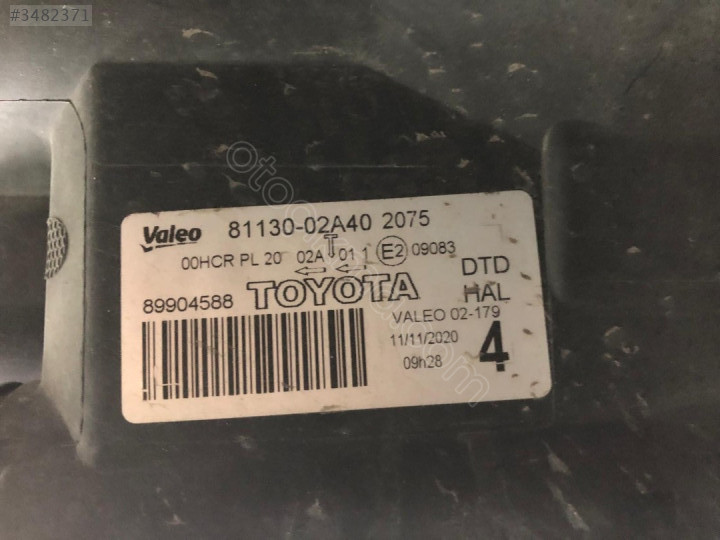 #3482371
Valeo 81130-02A40 2075
00HCR PL 20 02A 01 1 E2 09083
89904588 TOYOTA DTD
HAL
VALEO 02-179
11/11/2020
09h28
4